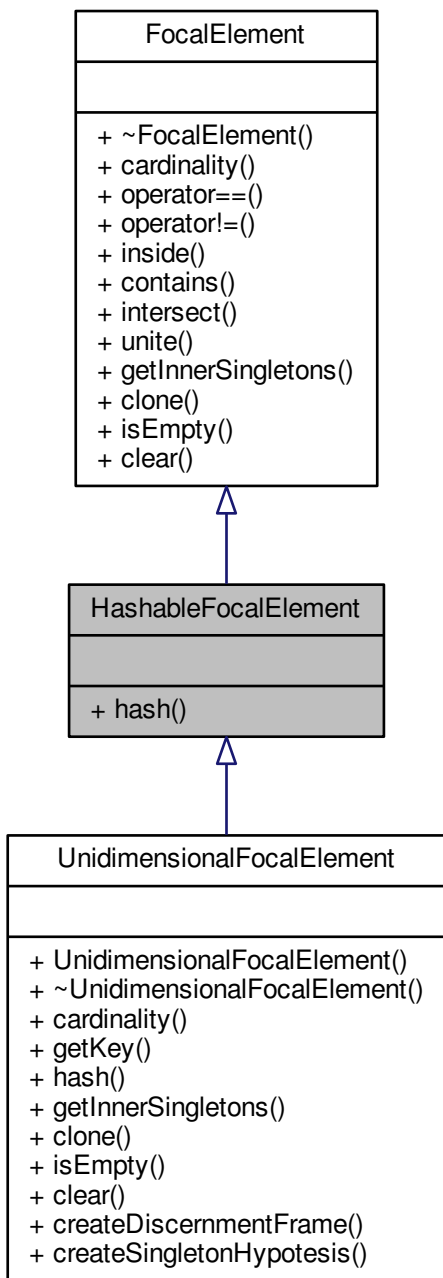 FocalElement
+ ~FocalElement()
+ cardinality()
+ operator==()
+ operator!=()
+ inside()
+ contains()
+ intersect()
+ unite()
+ getInnerSingletons()
+ clone()
+ isEmpty()
+ clear()
HashableFocalElement
+ hash()
UnidimensionalFocalElement
+ UnidimensionalFocalElement()
+ ~UnidimensionalFocalElement()
+ cardinality()
+ getKey()
+ hash()
+ getInnerSingletons()
+ clone()
+ isEmpty()
+ clear()
+ createDiscernmentFrame()
+ createSingletonHypotesis()